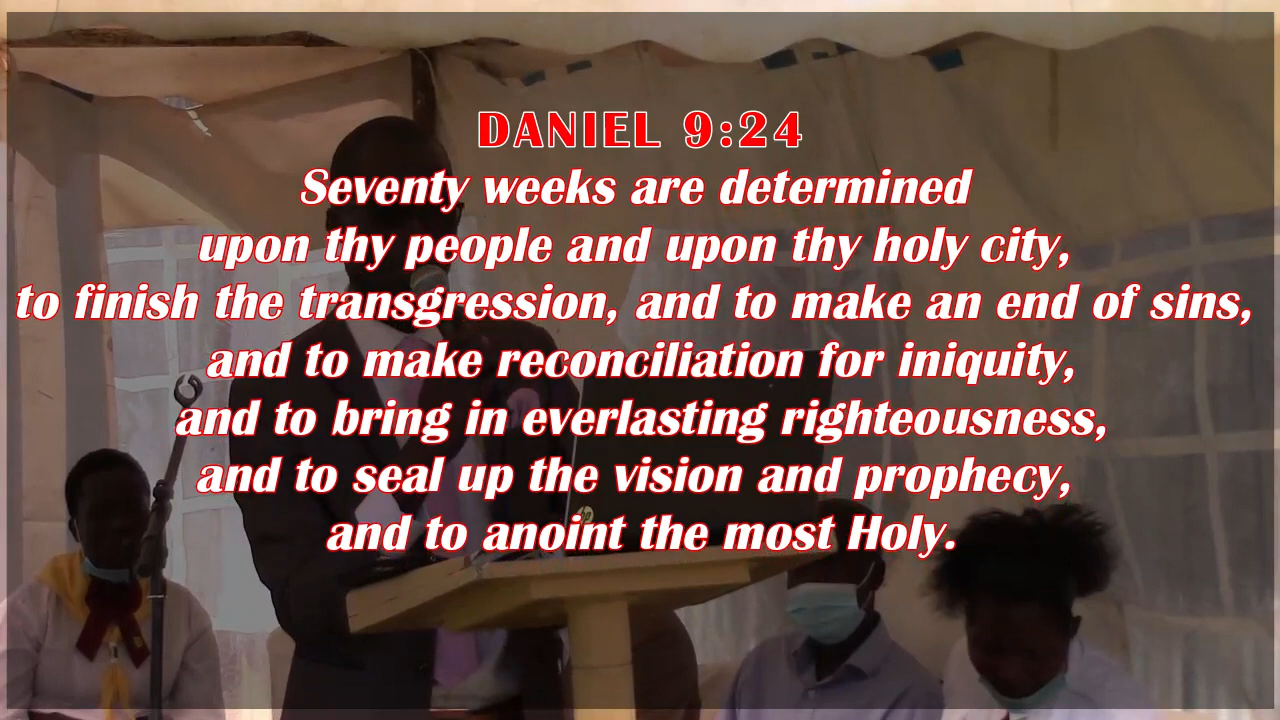 DANIEL 9:24
Seventy weeks are determined
upon thy people and upon thy holy city,
to finish the transgression, and to make an end of sins,
and to make reconciliation for iniquity,
and to bring in everlasting righteousness,
and to seal up the vision and prophecy,
and to anoint the most Holy.